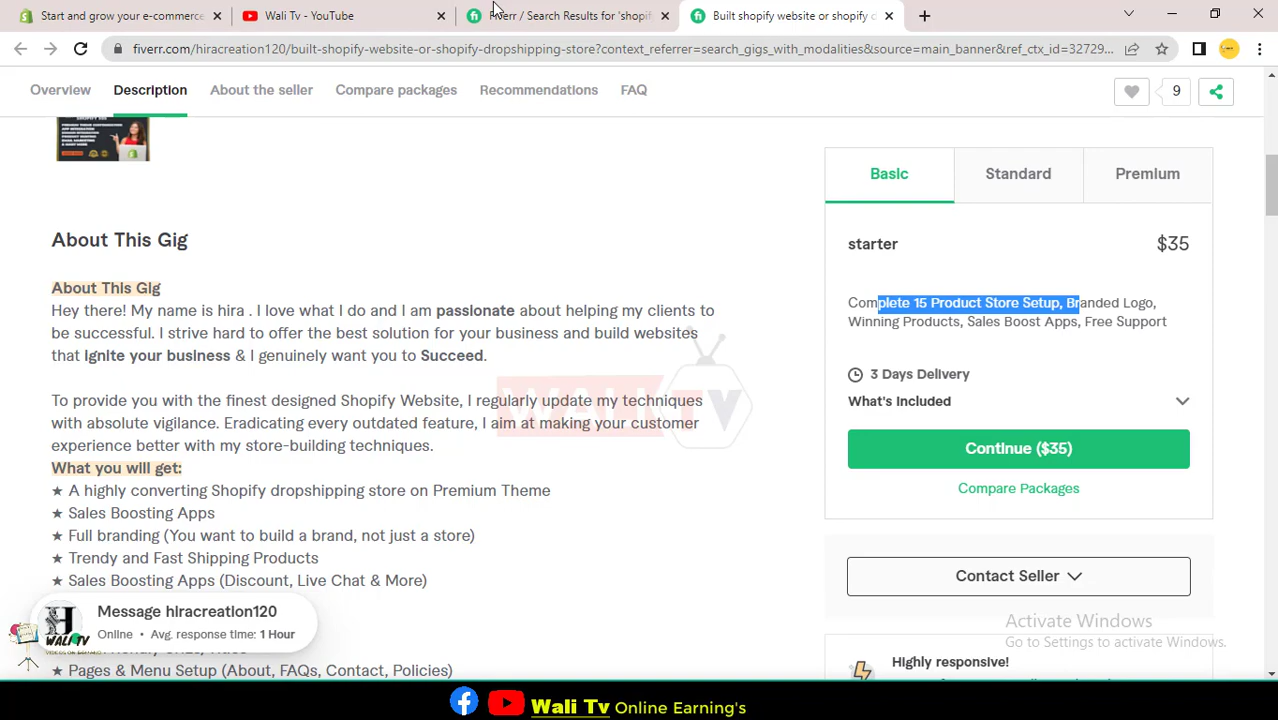 Start and grow your e-commerce
Wali Tv - YouTube
Fiverr / Search Results for 'shopif
Built shopify website or shopify d
fiverr.com/hiracreation120/built-shopify-website-or-shopify-dropshipping-store?context_referrer=search_gigs_with_modalities&source=main_banner&ref_ctx_id=32729...
Overview Description About the seller Compare packages Recommendations FAQ
9
SHOPIFY 200
Basic Standard Premium
starter $35
Complete 15 Product Store Setup, Branded Logo,
Winning Products, Sales Boost Apps, Free Support
3 Days Delivery
What's Included
Continue ($35)
Compare Packages
Contact Seller
Highly responsive!
About This Gig
About This Gig
Hey there! My name is hira . I love what I do and I am passionate about helping my clients to
be successful. I strive hard to offer the best solution for your business and build websites
that Ignite your business & I genuinely want you to Succeed.
To provide you with the finest designed Shopify Website, I regularly update my techniques
with absolute vigilance. Eradicating every outdated feature, I aim at making your customer
experience better with my store-building techniques.
What you will get:
★ A highly converting Shopify dropshipping store on Premium Theme
★ Sales Boosting Apps
★ Full branding (You want to build a brand, not just a store)
★ Trendy and Fast Shipping Products
★ Sales Boosting Apps (Discount, Live Chat & More)
★ Pages & Menu Setup (About, FAQs, Contact, Policies)
Message hiracreation120
Online • Avg. response time: 1 Hour
WALI TV
WALI TV
Activate Windows
Go to Settings to activate Windows.
Wali Tv Online Earning's